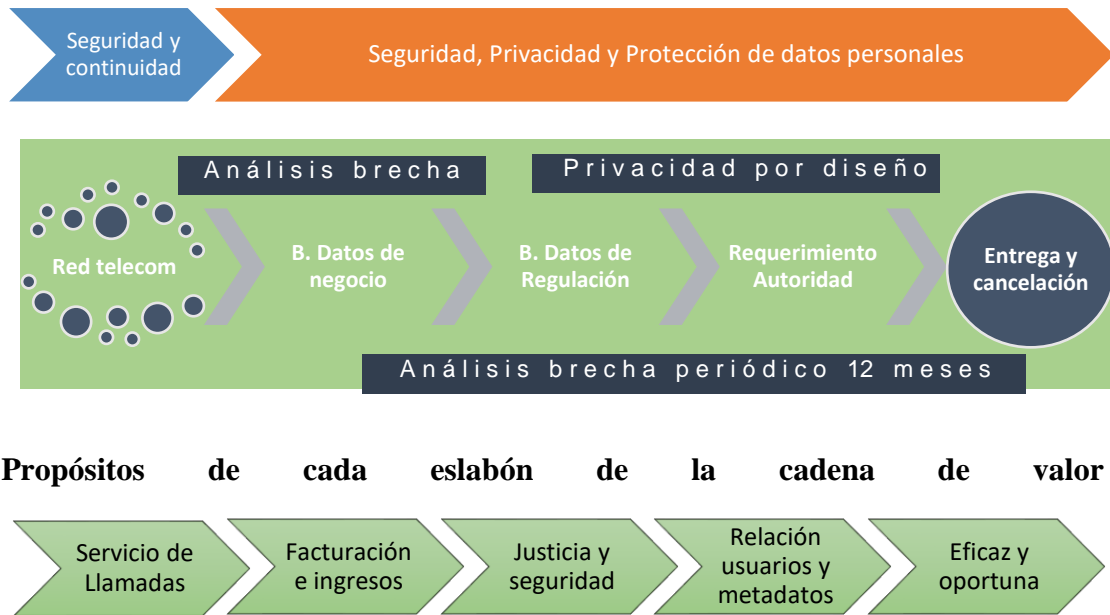 Seguridad y
continuidad
Seguridad, Privacidad y Protección de datos personales
Análisis brecha
Privacidad por diseño
Red telecom
B. Datos de
negocio
B. Datos de
Regulación
Requerimiento
Autoridad
Entrega y
cancelación
Análisis brecha periódico 12 meses
Propósitos de cada eslabón de la cadena de valor
Servicio de
Llamadas
Facturación
e ingresos
Justicia y
seguridad
Relación
usuarios y
metadatos
Eficaz y
oportuna